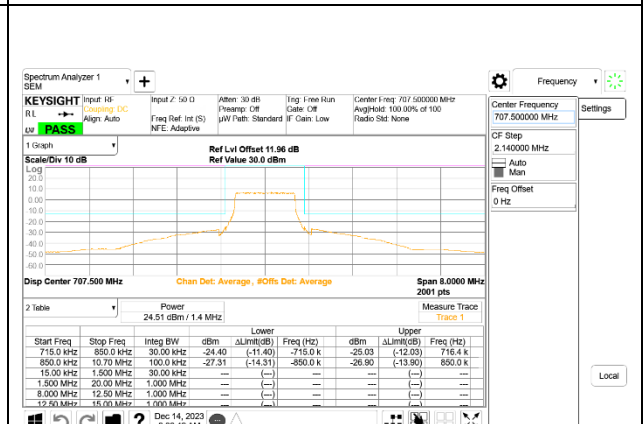 Spectrum Analyzer 1
SEM
Frequency
KEYSIGHT Input: RF Input Z: 50 Ω Atten: 30 dB Trig: Free Run Center Freq: 707.500000 MHz
Coupling: DC Preamp: Off Gate: Off Avg|Hold: 100.00% of 100
RL Align: Auto Freq Ref: Int (S) µW Path: Standard IF Gain: Low Radio Std: None
PASS NFE: Adaptive
Center Frequency
707.500000 MHz
Settings
CF Step
2.140000 MHz
Auto
Man
Freq Offset
0 Hz
1 Graph
Ref Lvl Offset 11.96 dB
Scale/Div 10 dB Ref Value 30.0 dBm
Log
20.0
10.0
0.00
-10.0
-20.0
-30.0
-40.0
-50.0
-60.0
Disp Center 707.500 MHz Chan Det: Average, #Offs Det: Average Span 8.0000 MHz
2001 pts
2 Table Power Measure Trace
24.51 dBm / 1.4 MHz Trace 1
Lower Upper
Start Freq Stop Freq Integ BW dBm ΔLimit(dB) Freq (Hz) dBm ΔLimit(dB) Freq (Hz)
715.0 kHz 850.0 kHz 30.00 kHz -24.40 (-11.40) -715.0 k -25.03 (-12.03) 716.4 k
850.0 kHz 10.70 MHz 100.0 kHz -27.31 (-14.31) -850.0 k -26.90 (-13.90) 850.0 k
15.00 kHz 1.500 MHz 30.00 kHz --- (---) --- (---)
1.500 MHz 20.00 MHz 1.000 MHz --- (---) --- (---)
8.000 MHz 12.50 MHz 1.000 MHz --- (---) --- (---)
12.50 MHz 15.00 MHz 1.000 MHz --- (---) --- (---)
Local
? Dec 14, 2023